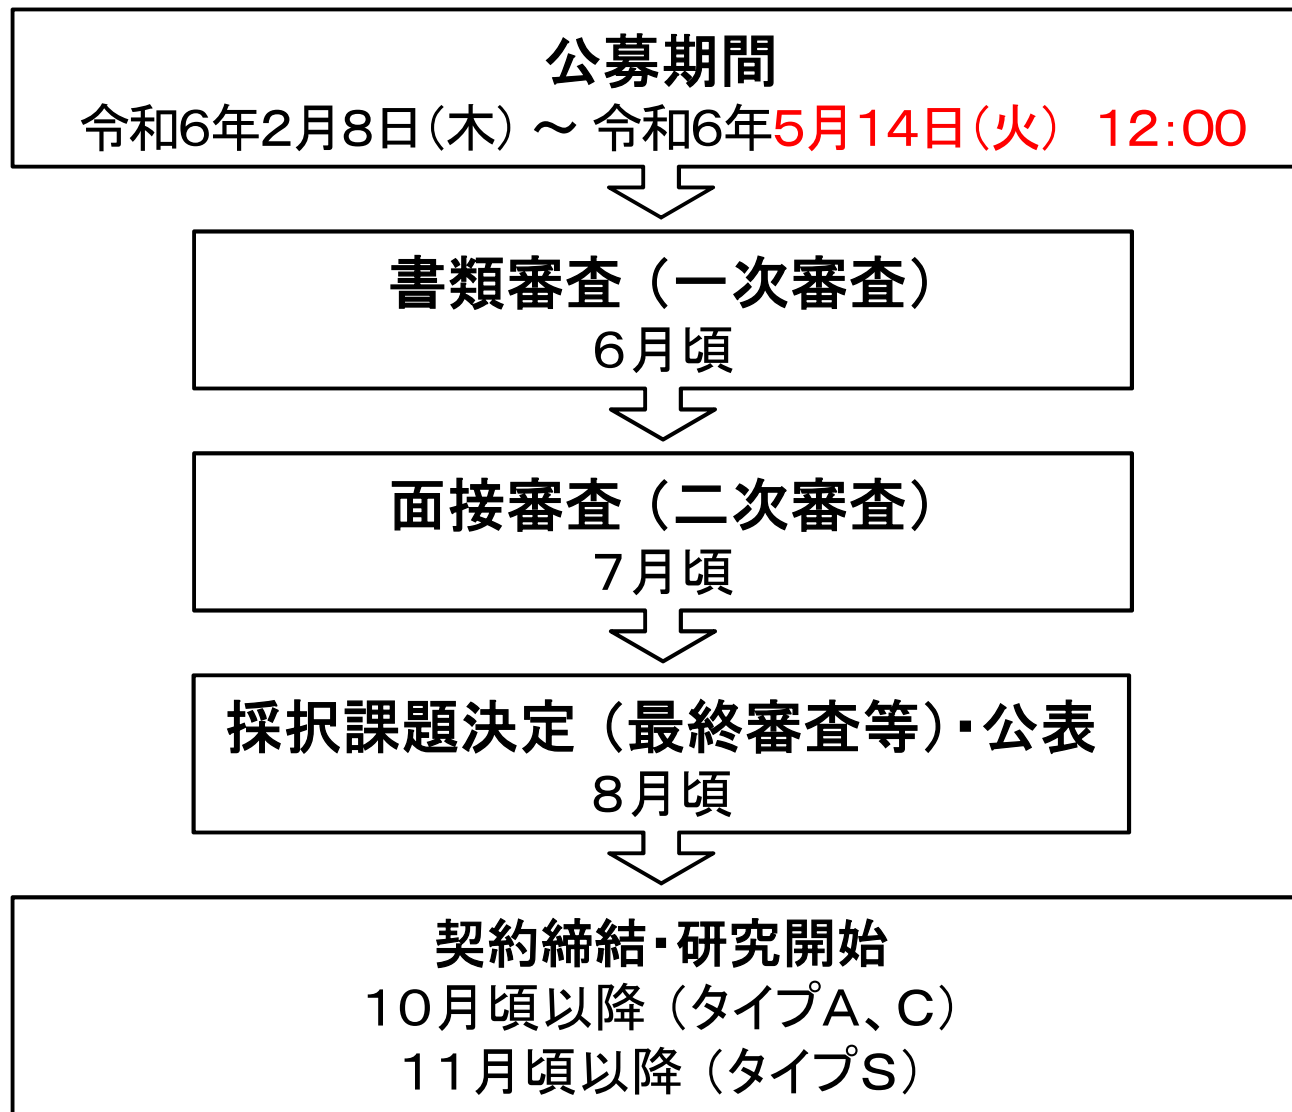 公募期間
令和6年2月8日(木) ～ 令和6年5月14日(火) 12:00
書類審査(一次審査)
6月頃
面接審査(二次審査)
7月頃
採択課題決定(最終審査等)・公表
8月頃
契約締結・研究開始
10月頃以降(タイプA、C)
11月頃以降(タイプS)